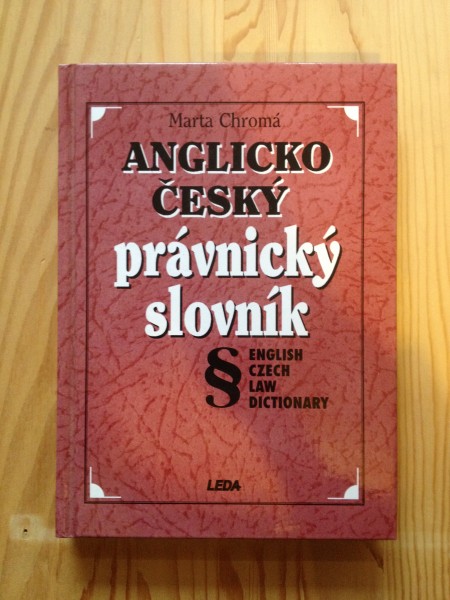 Marta Chromá
ANGLICKO
ČESKÝ
právnický
slovník
§
ENGLISH
CZECH
LAW
DICTIONARY
LEDA